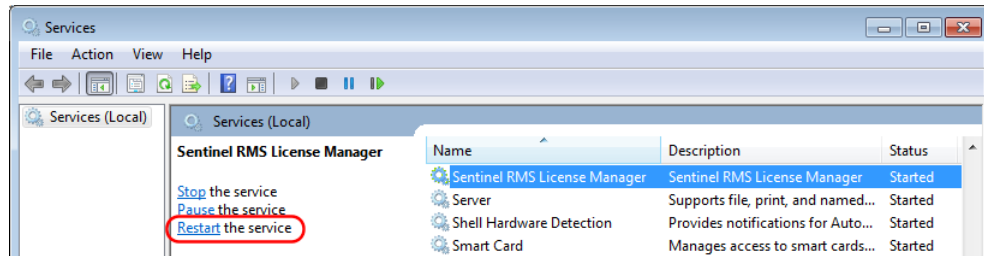 Services
File Action View Help
Services (Local)
Services (Local)
Sentinel RMS License Manager
Stop the service
Pause the service
Restart the service
Name Description Status
Sentinel RMS License Manager Sentinel RMS License Manager Started
Server Supports file, print, and named... Started
Shell Hardware Detection Provides notifications for Auto... Started
Smart Card Manages access to smart cards... Started